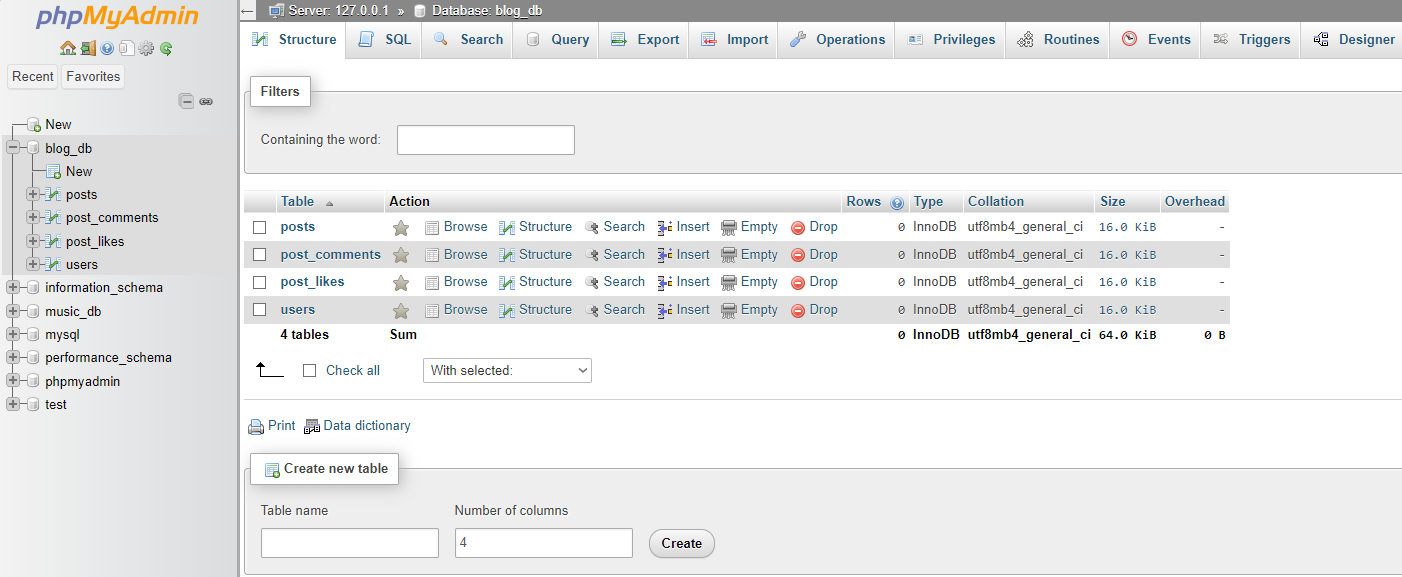 phpMyAdmin
Recent Favorites
New
blog_db
New
posts
post_comments
post_likes
users
information_schema
music_db
mysql
performance_schema
phpmyadmin
test
Server: 127.0.0.1 » Database: blog_db
Structure SQL Search Query Export Import Operations Privileges Routines Events Triggers Designer
Filters
Containing the word:
Table Action Rows Type Collation Size Overhead
posts Browse Structure Search Insert Empty Drop 0 InnoDB utf8mb4_general_ci 16.0 KiB -
post_comments Browse Structure Search Insert Empty Drop 0 InnoDB utf8mb4_general_ci 16.0 KiB -
post_likes Browse Structure Search Insert Empty Drop 0 InnoDB utf8mb4_general_ci 16.0 KiB -
users Browse Structure Search Insert Empty Drop 0 InnoDB utf8mb4_general_ci 16.0 KiB -
4 tables Sum 0 InnoDB utf8mb4_general_ci 64.0 KiB 0 B
Check all With selected:
Print Data dictionary
Create new table
Table name Number of columns
4 Create